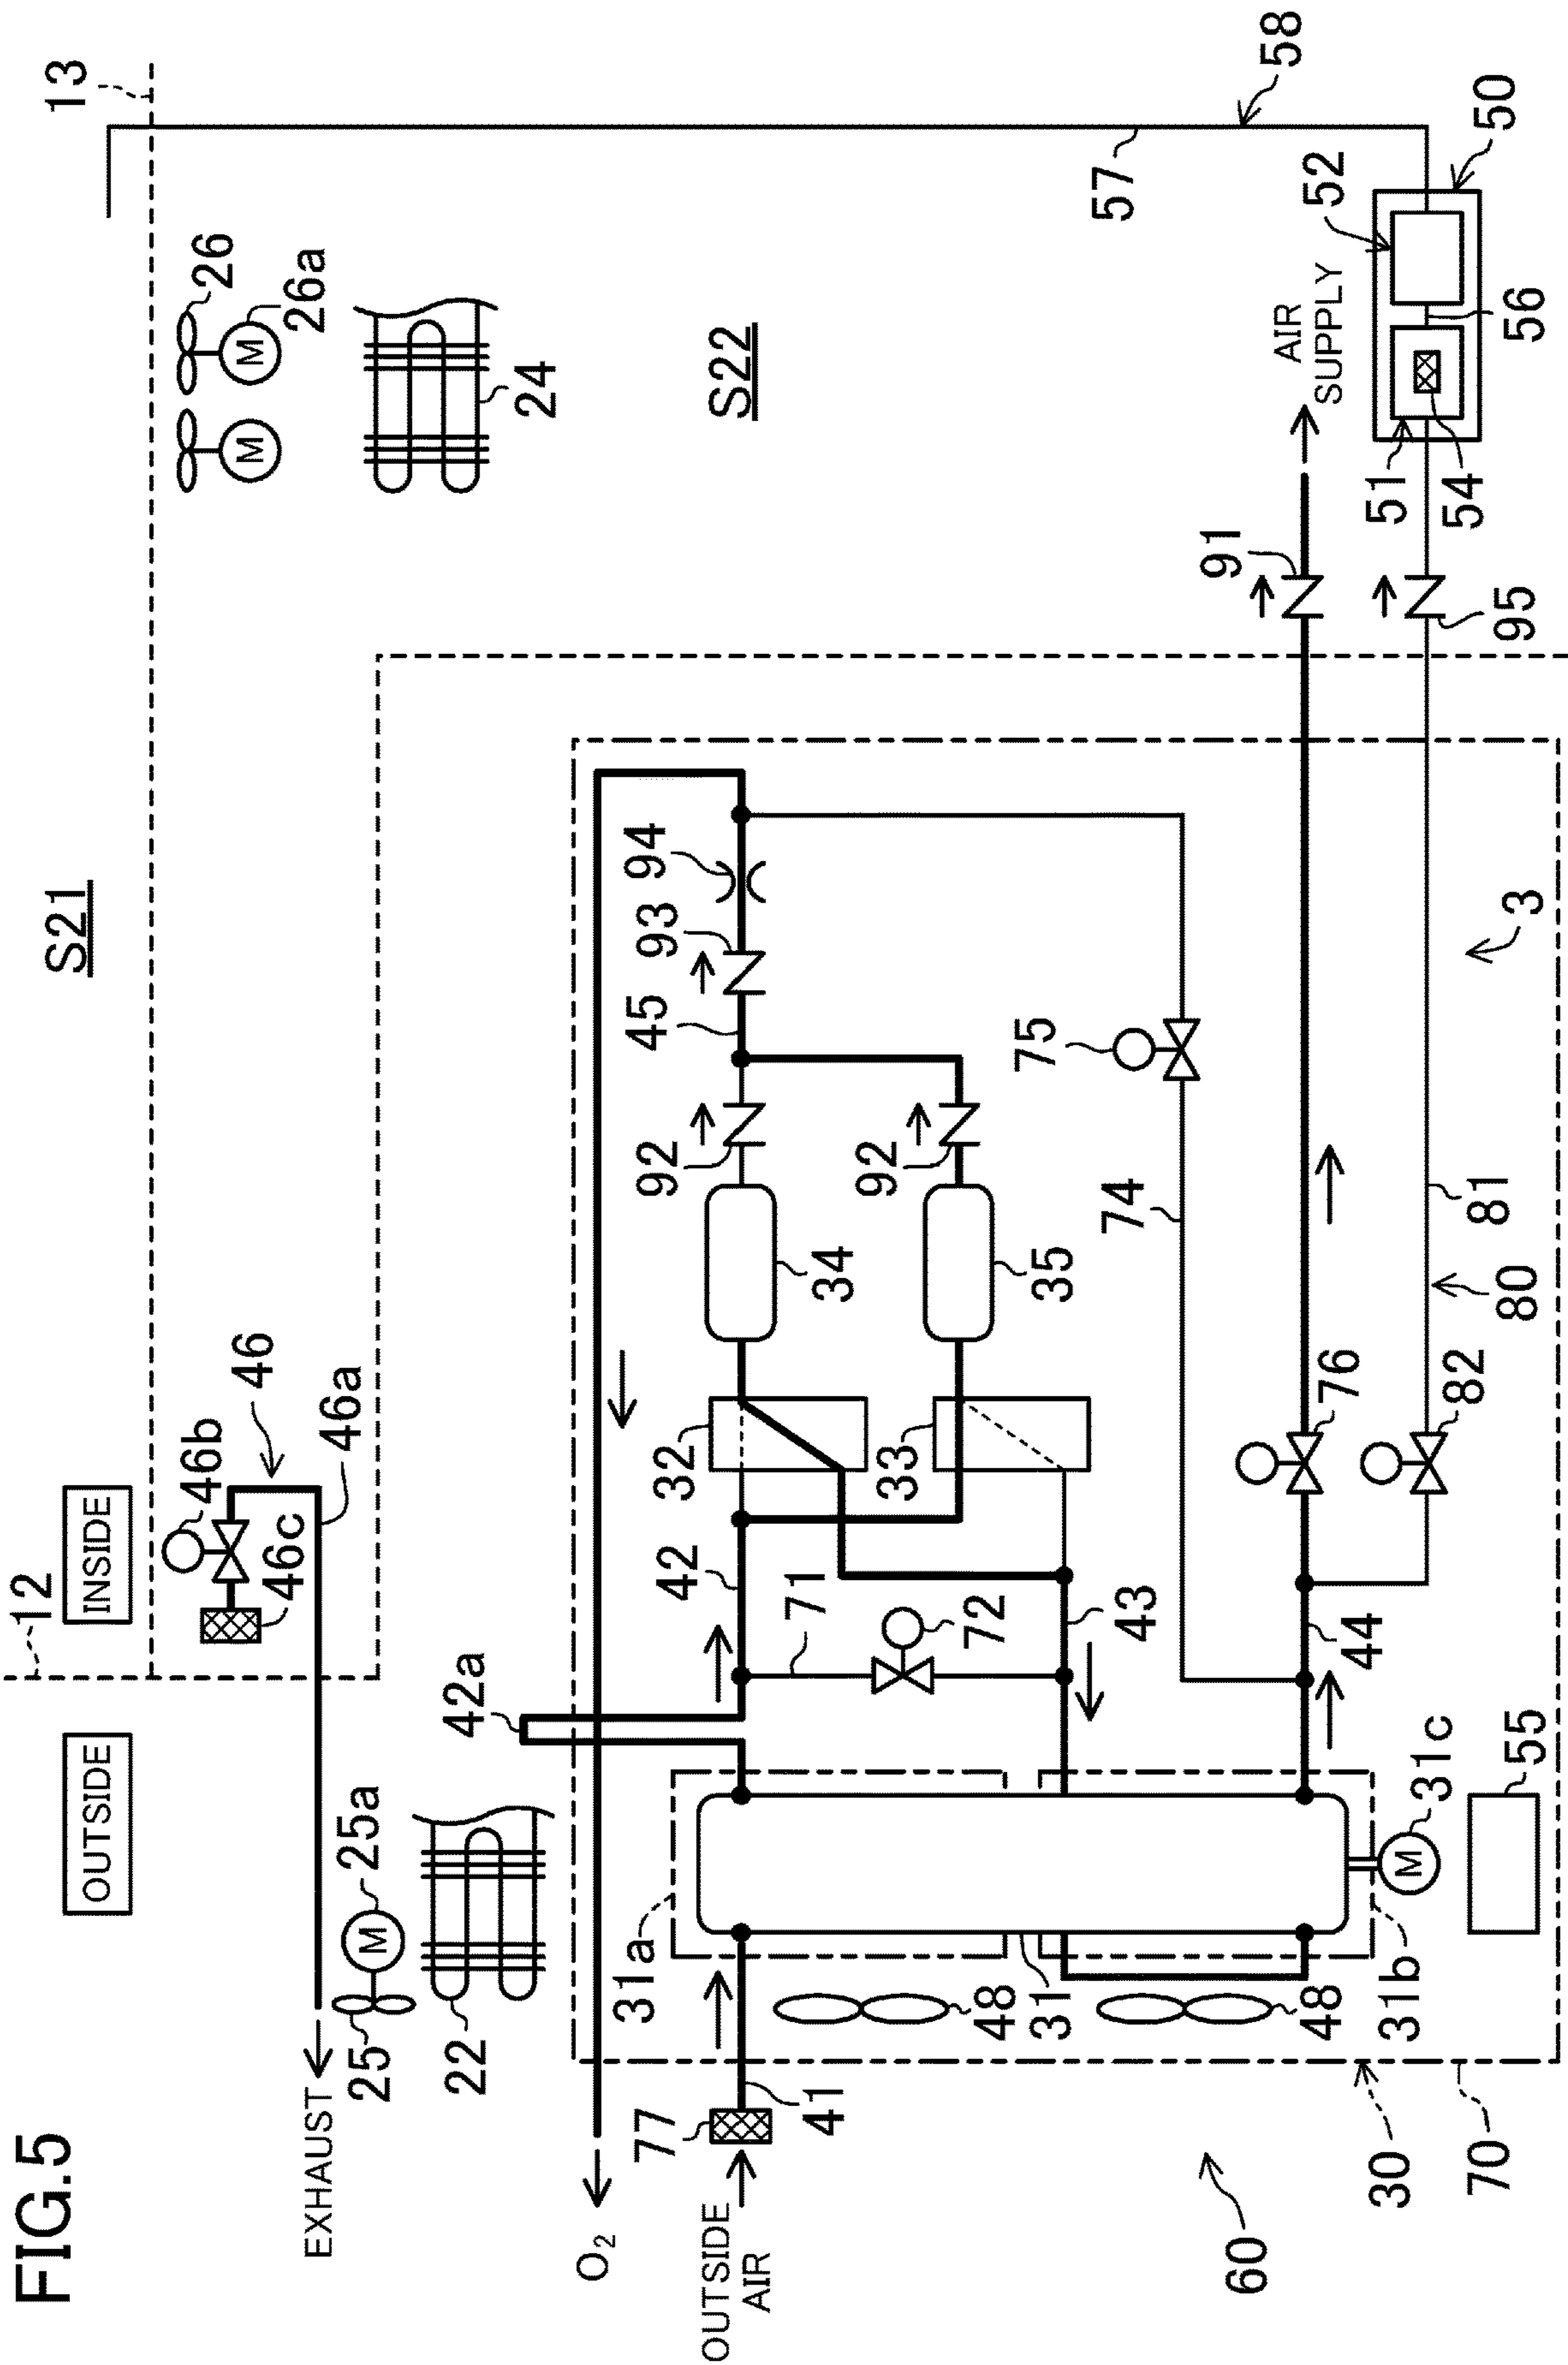 FIG.5
OUTSIDE
INSIDE
12
S21
13
46b
46
46c
46a
EXHAUST
25
25a
26
26a
22
24
42a
S22
58
57
O2
94
93
45
92
34
32
42
31a
77
41
OUTSIDE
AIR
92
35
33
71
72
43
48
31
75
74
91
AIR
SUPPLY
76
44
48
31b
31c
82
80
81
95
51
54
52
56
50
3
55
30
70
60
M
M
M
M